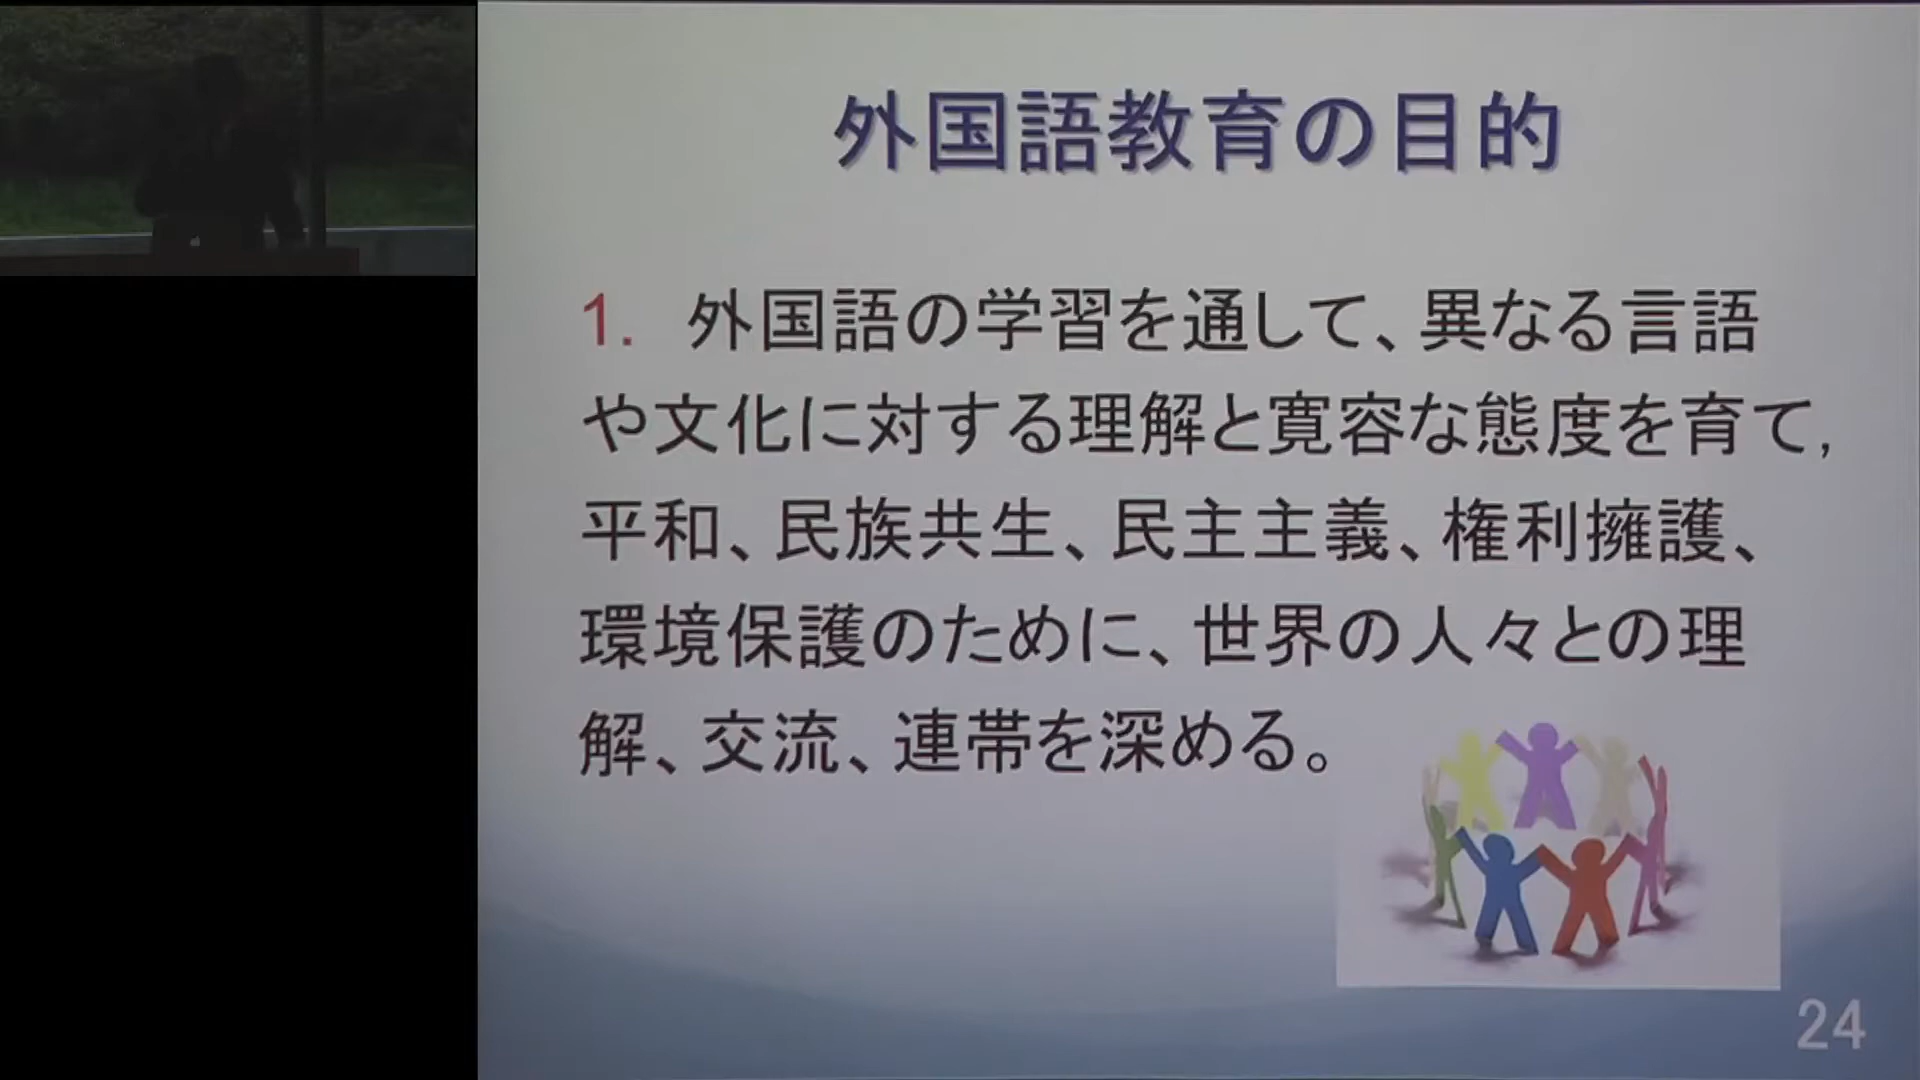 外国語教育の目的
1. 外国語の学習を通して、異なる言語
や文化に対する理解と寛容な態度を育て,
平和、民族共生、民主主義、権利擁護、
環境保護のために、世界の人々との理
解、交流、連帯を深める。
24